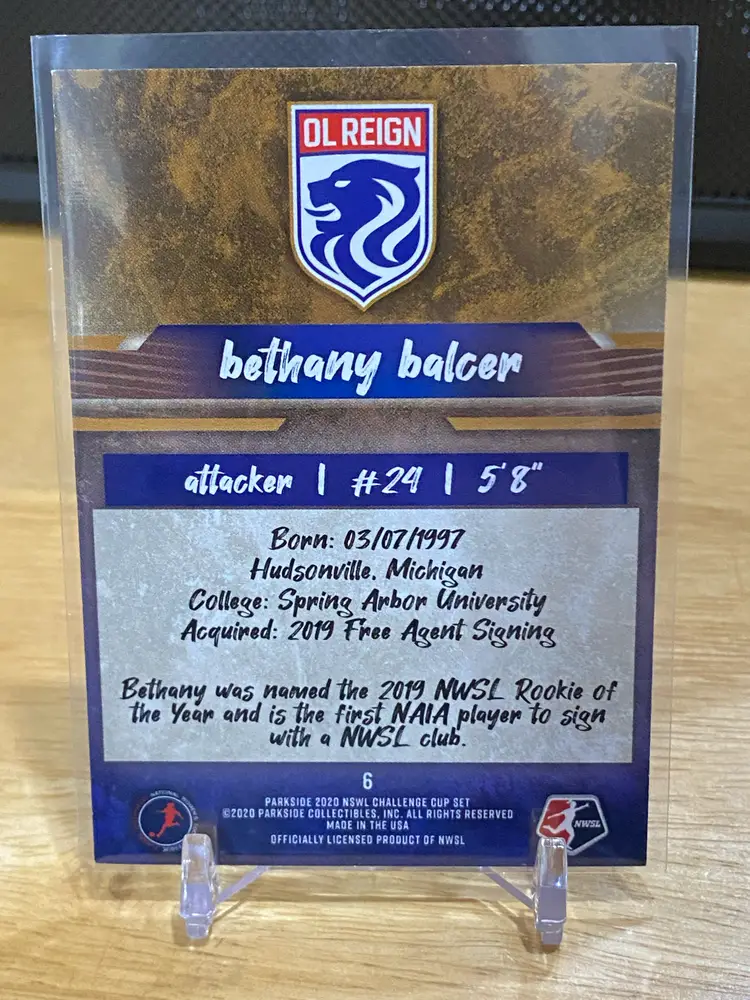 OL REIGN
bethany balcer
attacker | #24 | 5'8"
Born: 03/07/1997
Hudsonville. Michigan
College: Spring Arbor University
Acquired: 2019 Free Agent Signing
Bethany was named the 2019 NWSL Rookie of
the Year and is the first NAIA player to sign
with a NWSL club.
6
PARKSIDE 2020 NSWL CHALLENGE CUP SET
©2020 PARKSIDE COLLECTIBLES, INC. ALL RIGHTS RESERVED
MADE IN THE USA
OFFICIALLY LICENSED PRODUCT OF NWSL
NWSL